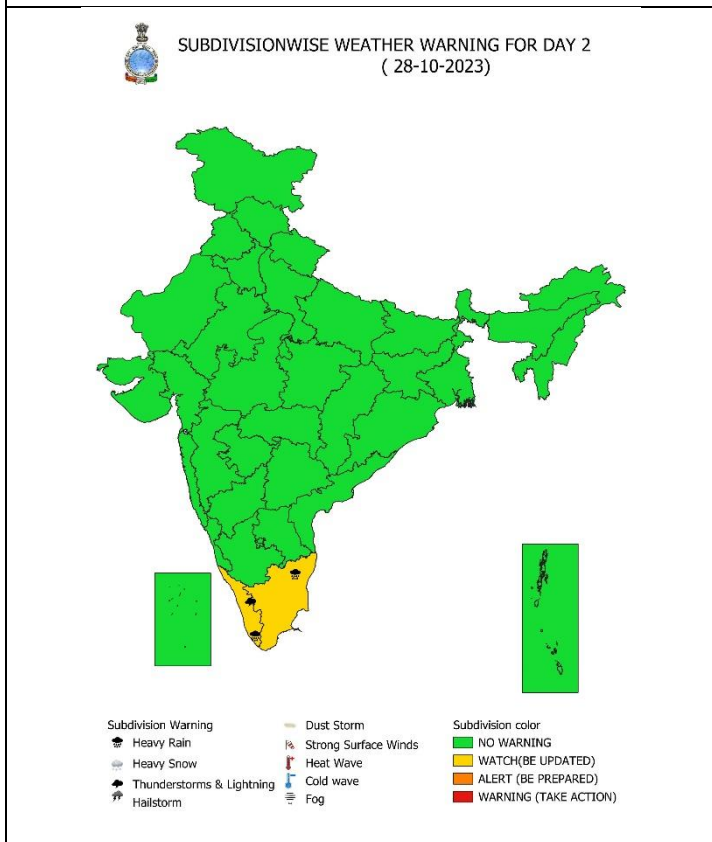 SUBDIVISIONWISE WEATHER WARNING FOR DAY 2
( 28-10-2023)
Subdivision Warning
Heavy Rain
Heavy Snow
Thunderstorms & Lightning
Hailstorm
Dust Storm
Strong Surface Winds
Heat Wave
Cold wave
Fog
Subdivision color
NO WARNING
WATCH(BE UPDATED)
ALERT (BE PREPARED)
WARNING (TAKE ACTION)